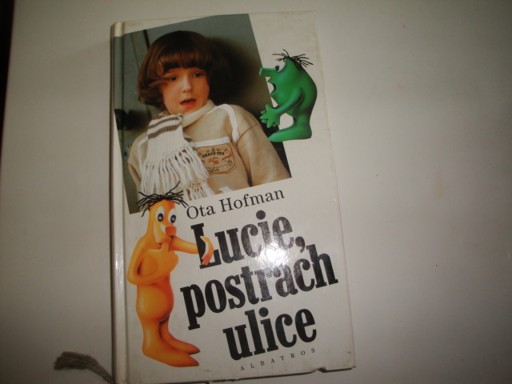 Ota Hofman
Lucie,
postrach
ulice
ALBATROS